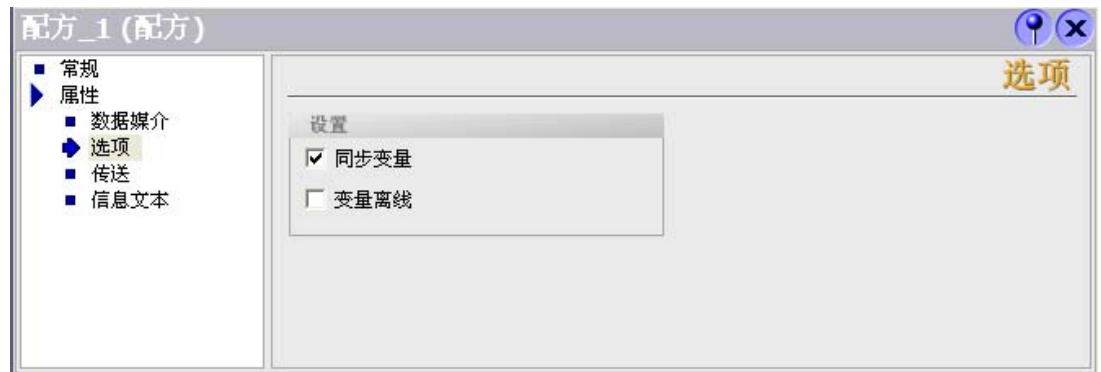 配方_1 (配方)
常规
属性
数据媒介
选项
传送
信息文本
选项
设置
同步变量
变量离线